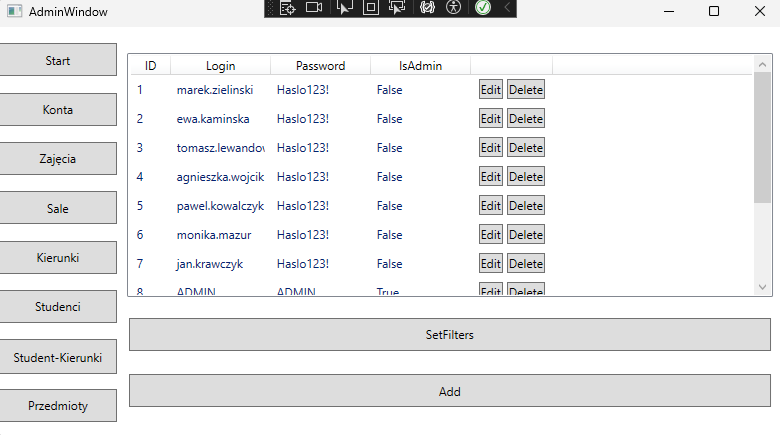 AdminWindow
Start
Konta
Zajęcia
Sale
Kierunki
Studenci
Student-Kierunki
Przedmioty
ID Login Password IsAdmin
1 marek.zielinski Haslo123! False Edit Delete
2 ewa.kaminska Haslo123! False Edit Delete
3 tomasz.lewandov Haslo123! False Edit Delete
4 agnieszka.wojcik Haslo123! False Edit Delete
5 pawel.kowalczyk Haslo123! False Edit Delete
6 monika.mazur Haslo123! False Edit Delete
7 jan.krawczyk Haslo123! False Edit Delete
8 ADMIN ADMIN True Edit Delete
SetFilters
Add